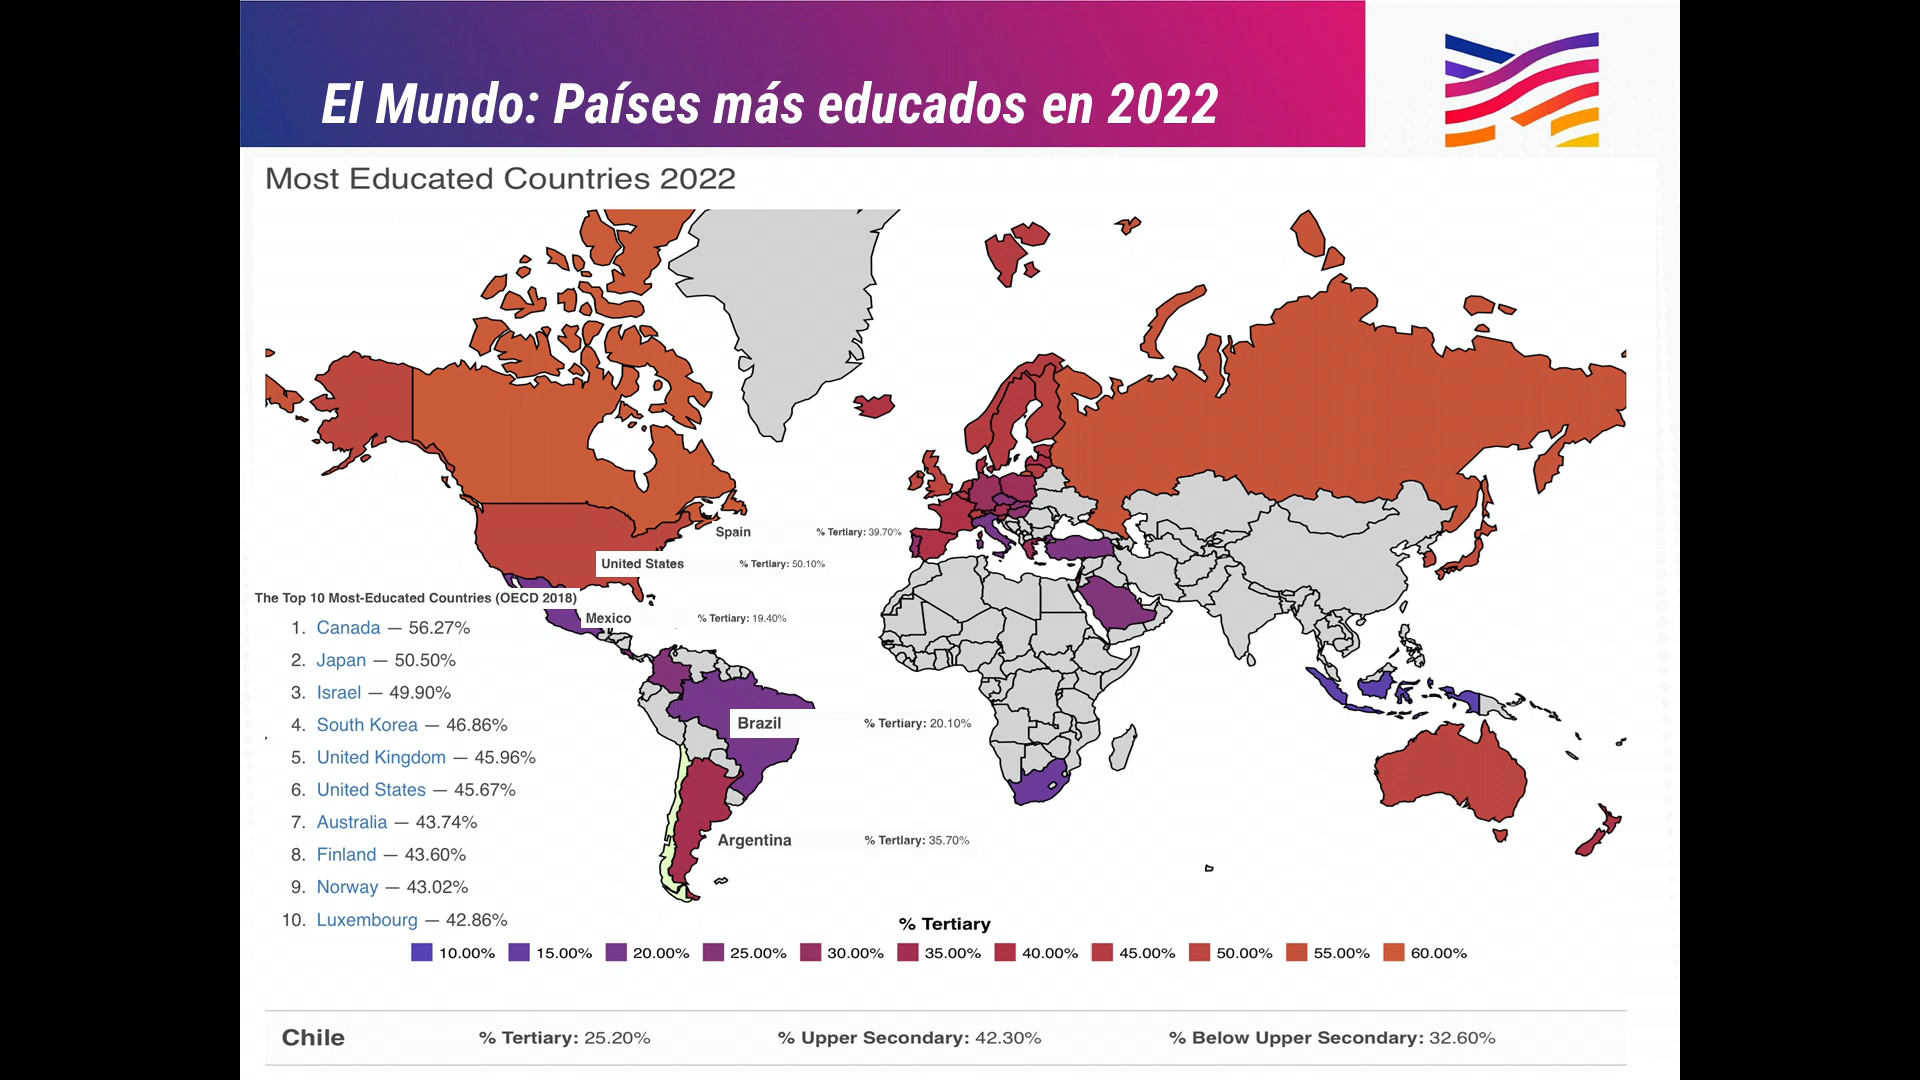 El Mundo: Países más educados en 2022
Most Educated Countries 2022
Spain % Tertiary: 39.70%
United States % Tertiary: 50.10%
The Top 10 Most-Educated Countries (OECD 2018)
Mexico % Tertiary: 19.40%
1. Canada — 56.27%
2. Japan — 50.50%
3. Israel — 49.90%
4. South Korea — 46.86%
5. United Kingdom — 45.96%
6. United States — 45.67%
7. Australia — 43.74%
8. Finland — 43.60%
9. Norway — 43.02%
10. Luxembourg — 42.86%
Brazil % Tertiary: 20.10%
Argentina % Tertiary: 35.70%
% Tertiary
10.00% 15.00% 20.00% 25.00% 30.00% 35.00% 40.00% 45.00% 50.00% 55.00% 60.00%
Chile % Tertiary: 25.20% % Upper Secondary: 42.30% % Below Upper Secondary: 32.60%